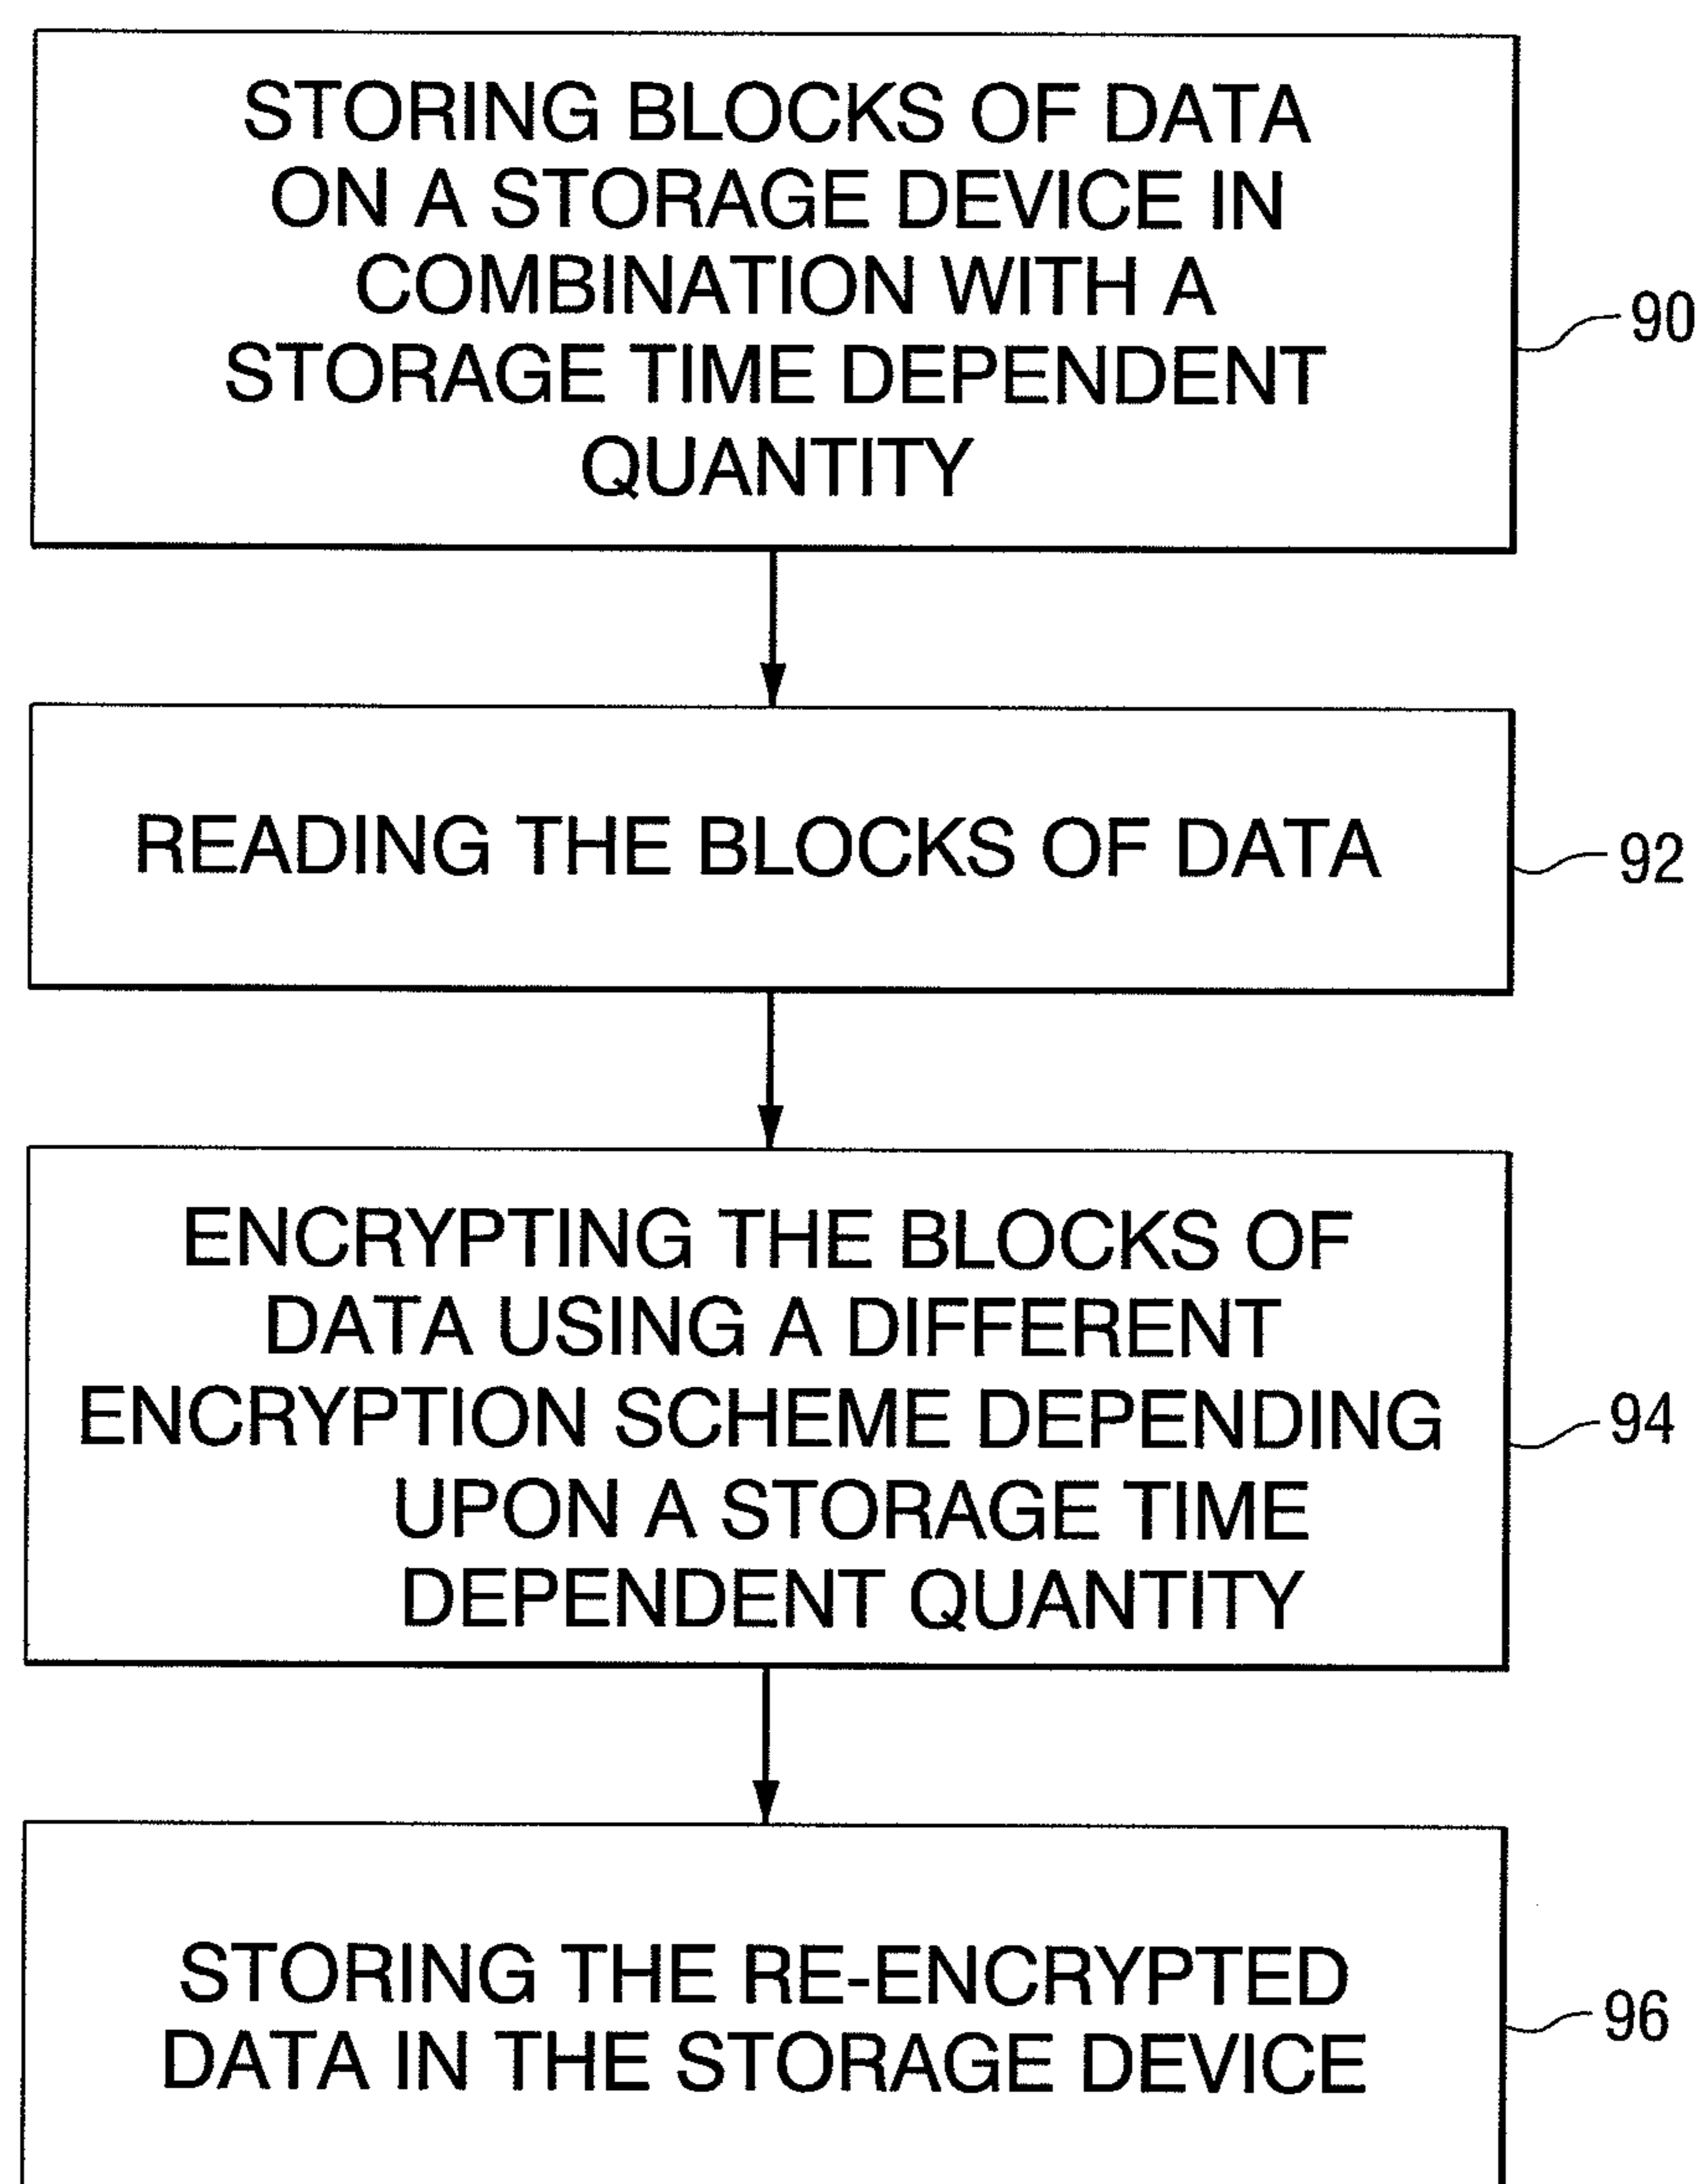 STORING BLOCKS OF DATA
ON A STORAGE DEVICE IN
COMBINATION WITH A
STORAGE TIME DEPENDENT
QUANTITY
90
READING THE BLOCKS OF DATA
92
ENCRYPTING THE BLOCKS OF
DATA USING A DIFFERENT
ENCRYPTION SCHEME DEPENDING
UPON A STORAGE TIME
DEPENDENT QUANTITY
94
STORING THE RE-ENCRYPTED
DATA IN THE STORAGE DEVICE
96